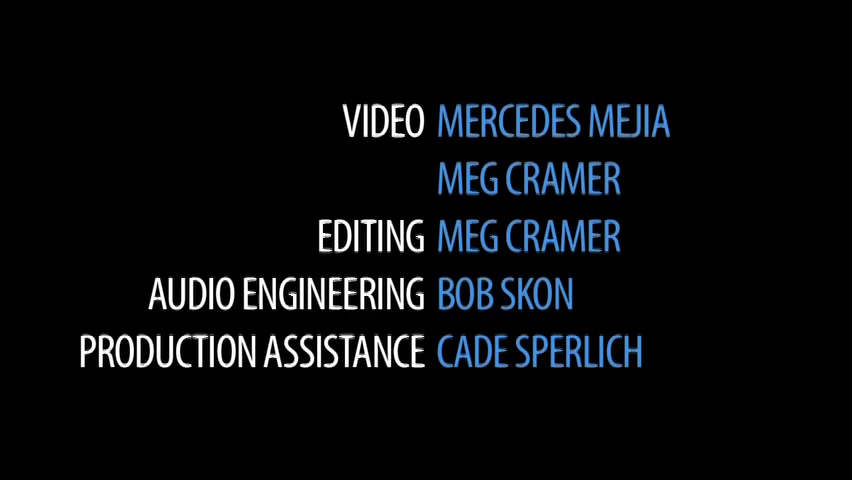 VIDEO MERCEDES MEJIA
MEG CRAMER
EDITING MEG CRAMER
AUDIO ENGINEERING BOB SKON
PRODUCTION ASSISTANCE CADE SPERLICH